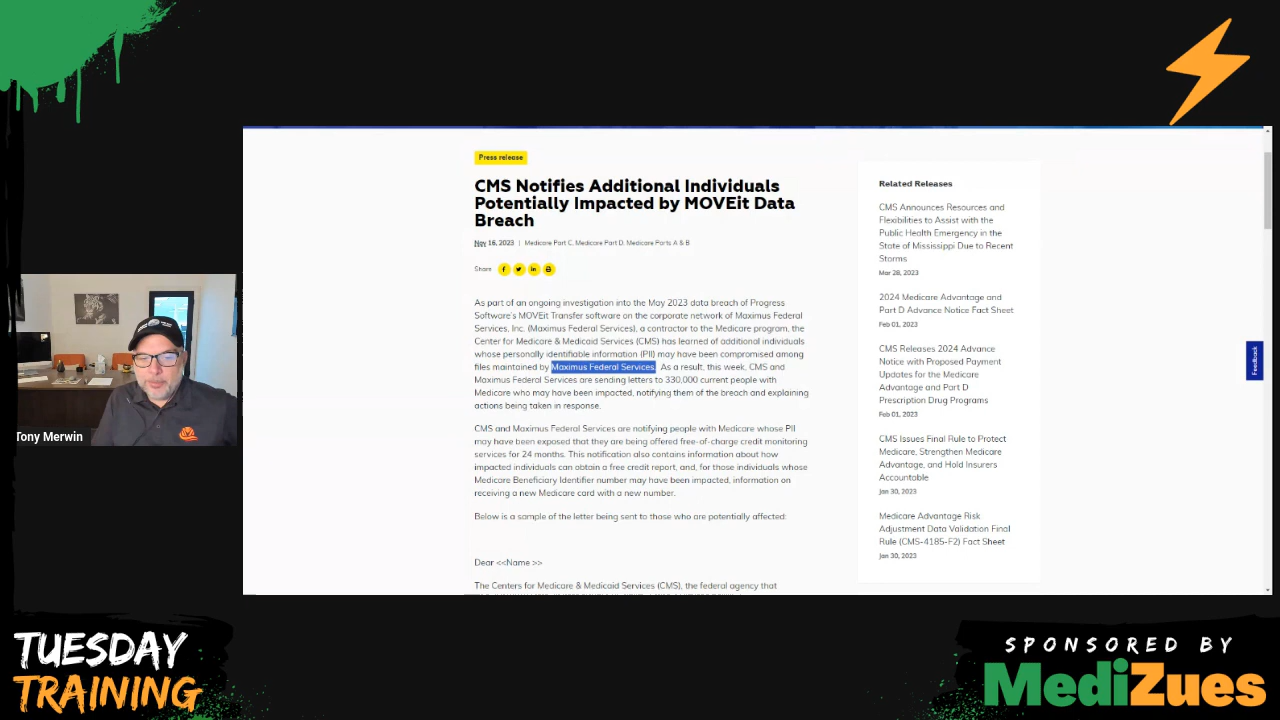 Press release
CMS Notifies Additional Individuals
Potentially Impacted by MOVEit Data
Breach
Nov 16, 2023 | Medicare Part C, Medicare Part D, Medicare Parts A & B
Share
As part of an ongoing investigation into the May 2023 data breach of Progress
Software's MOVEit Transfer software on the corporate network of Maximus Federal
Services, Inc. (Maximus Federal Services), a contractor to the Medicare program, the
Center for Medicare & Medicaid Services (CMS) has learned of additional individuals
whose personally identifiable information (PII) may have been compromised among
files maintained by Maximus Federal Services. As a result, this week, CMS and
Maximus Federal Services are sending letters to 330,000 current people with
Medicare who may have been impacted, notifying them of the breach and explaining
actions being taken in response.
CMS and Maximus Federal Services are notifying people with Medicare whose PII
may have been exposed that they are being offered free-of-charge credit monitoring
services for 24 months. This notification also contains information about how
impacted individuals can obtain a free credit report, and, for those individuals whose
Medicare Beneficiary Identifier number may have been impacted, information on
receiving a new Medicare card with a new number.
Below is a sample of the letter being sent to those who are potentially affected:
Dear <<Name >>
The Centers for Medicare & Medicaid Services (CMS), the federal agency that
Related Releases
CMS Announces Resources and
Flexibilities to Assist with the
Public Health Emergency in the
State of Mississippi Due to Recent
Storms
Mar 28, 2023
2024 Medicare Advantage and
Part D Advance Notice Fact Sheet
Feb 01, 2023
CMS Releases 2024 Advance
Notice with Proposed Payment
Updates for the Medicare
Advantage and Part D
Prescription Drug Programs
Feb 01, 2023
CMS Issues Final Rule to Protect
Medicare, Strengthen Medicare
Advantage, and Hold Insurers
Accountable
Jan 30, 2023
Medicare Advantage Risk
Adjustment Data Validation Final
Rule (CMS-4185-F2) Fact Sheet
Jan 30, 2023
Feedback
Tony Merwin
TUESDAY
TRAINING
SPONSORED BY
MediZues